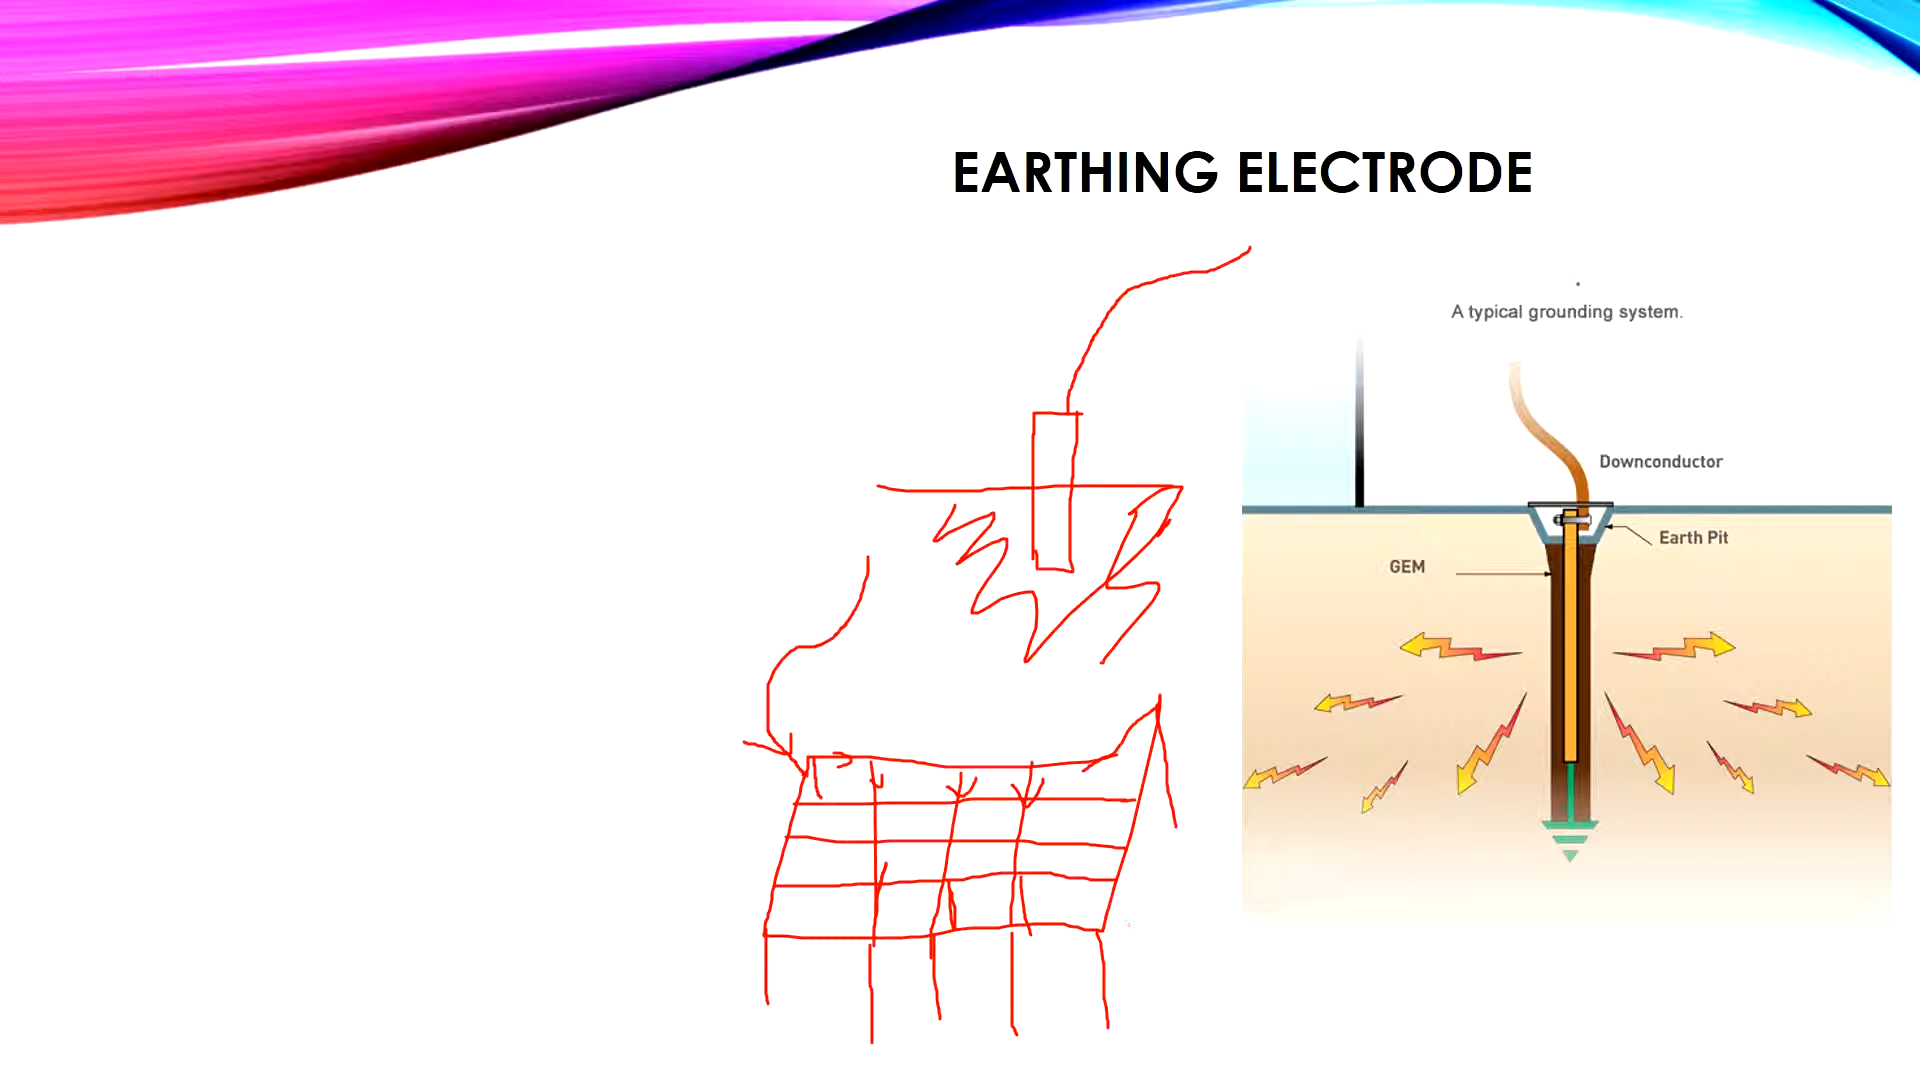 EARTHING ELECTRODE
A typical grounding system.
Downconductor
Earth Pit
GEM